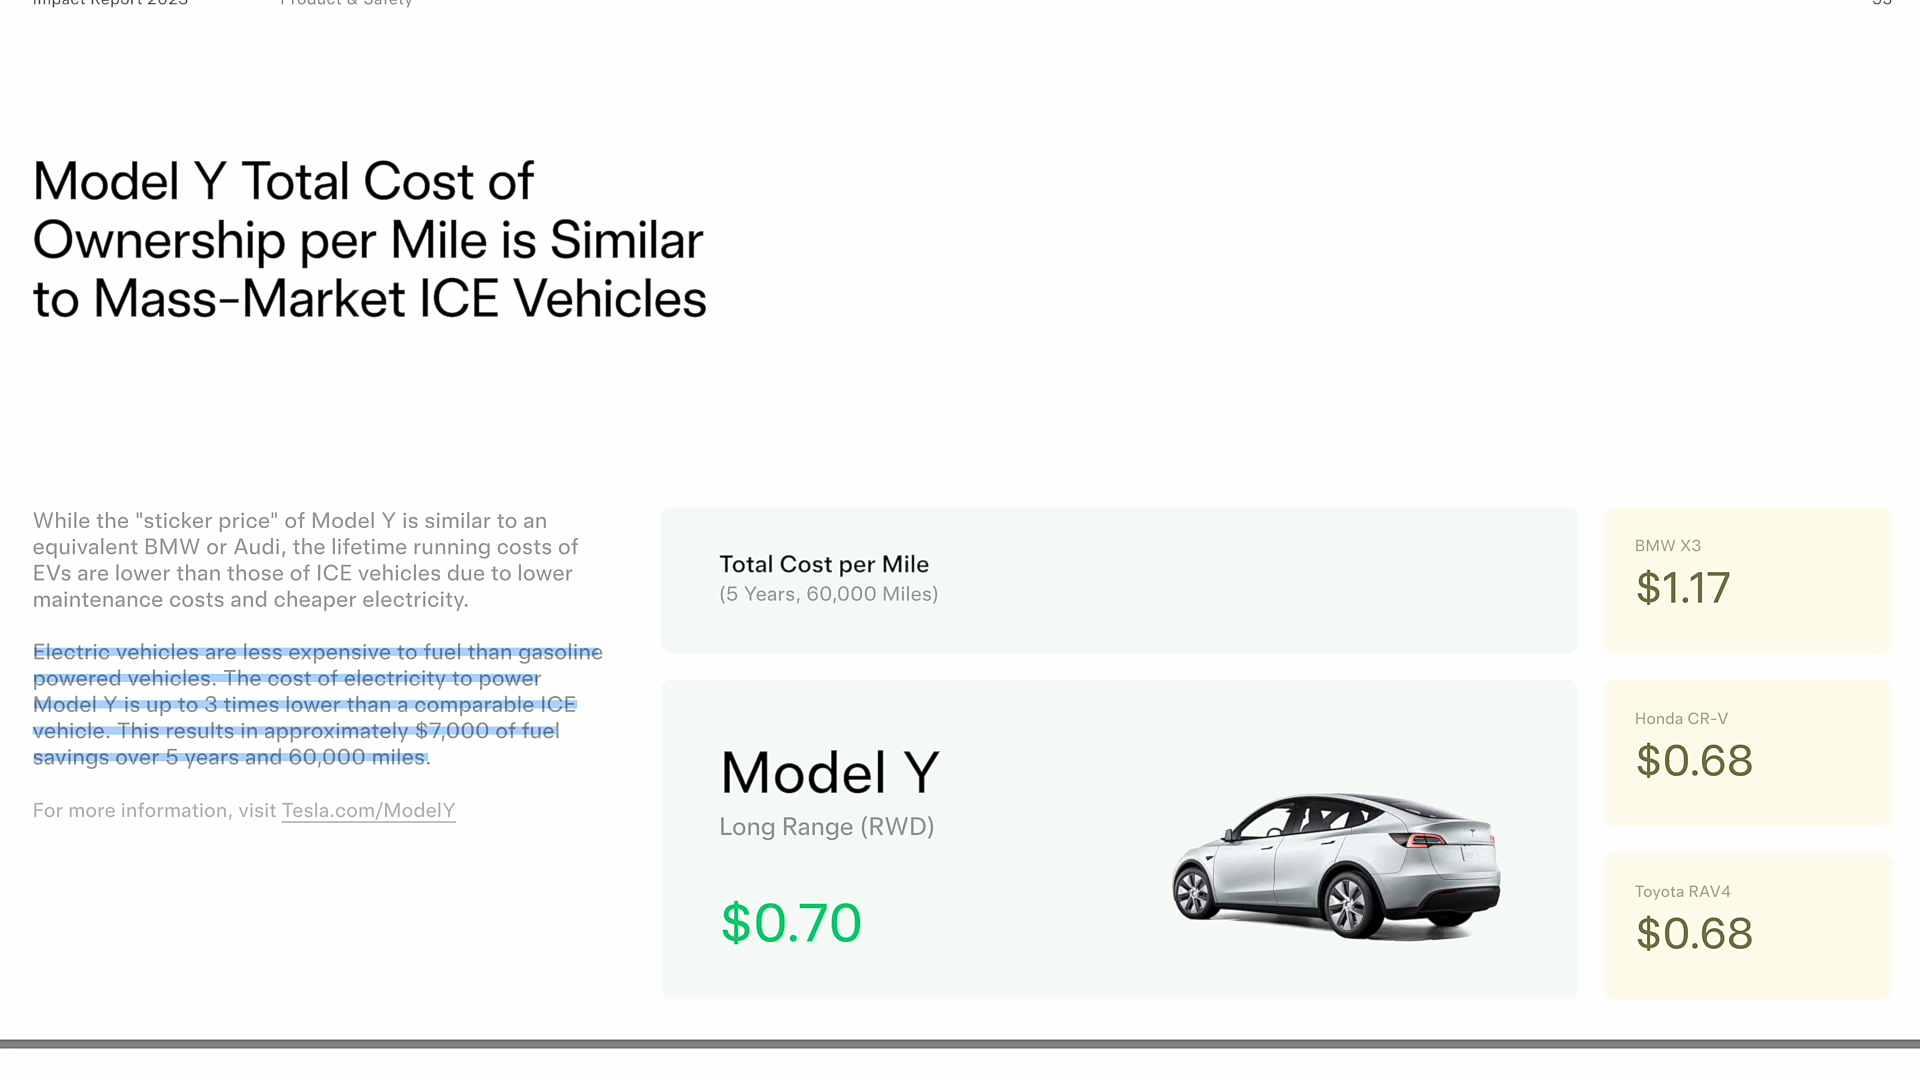 Impact Report 2023
Product & Safety
Model Y Total Cost of
Ownership per Mile is Similar
to Mass-Market ICE Vehicles
While the "sticker price" of Model Y is similar to an
equivalent BMW or Audi, the lifetime running costs of
EVs are lower than those of ICE vehicles due to lower
maintenance costs and cheaper electricity.
Electric vehicles are less expensive to fuel than gasoline
powered vehicles. The cost of electricity to power
Model Y is up to 3 times lower than a comparable ICE
vehicle. This results in approximately $7,000 of fuel
savings over 5 years and 60,000 miles.
For more information, visit Tesla.com/ModelY
Total Cost per Mile
(5 Years, 60,000 Miles)
Model Y
Long Range (RWD)
$0.70
BMW X3
$1.17
Honda CR-V
$0.68
Toyota RAV4
$0.68